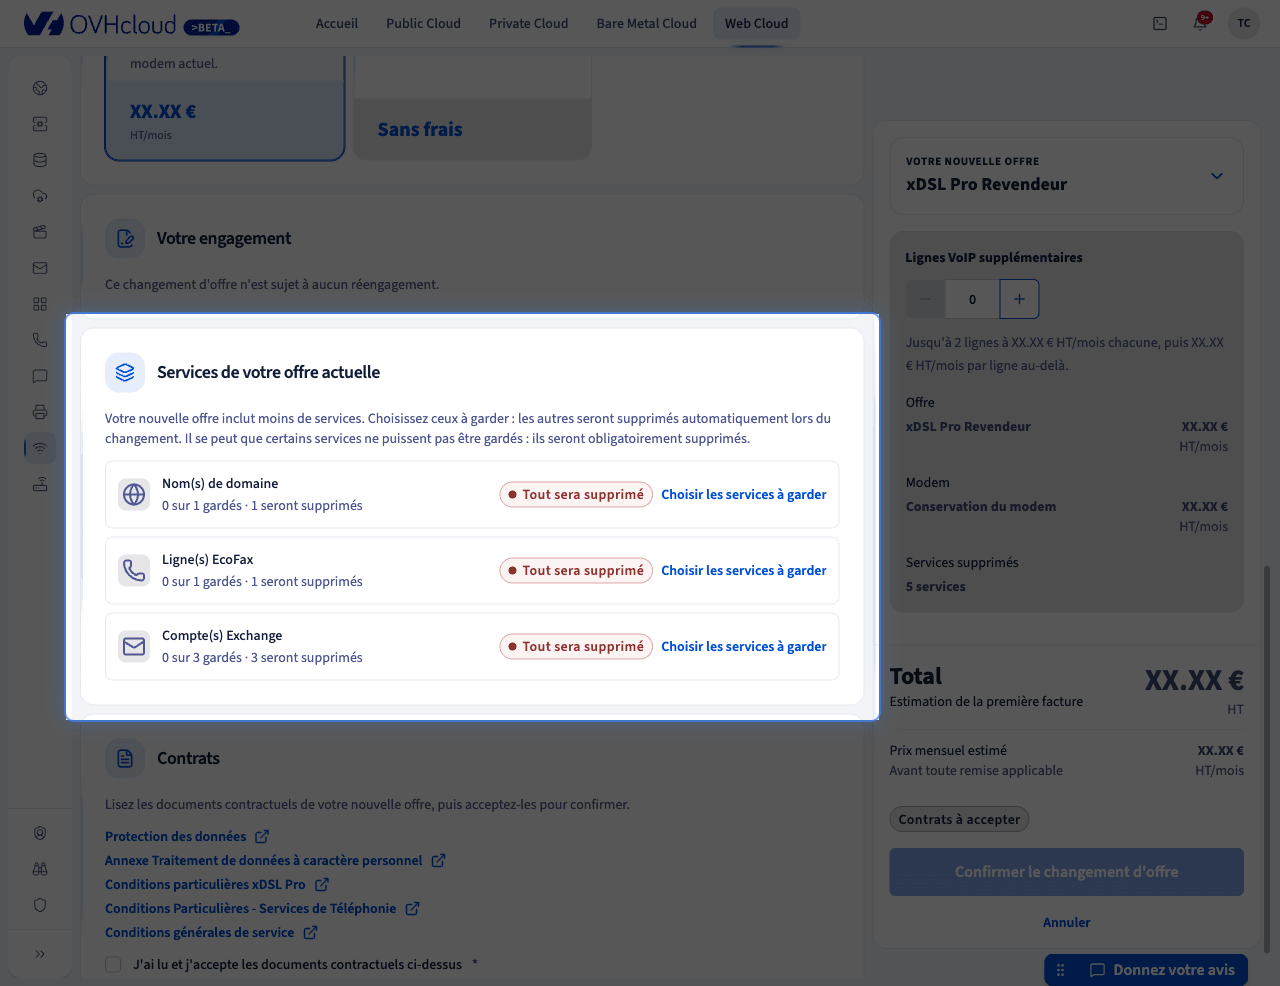 OVHcloud >BETA_
Accueil
Public Cloud
Private Cloud
Bare Metal Cloud
Web Cloud
9+
TC
modem actuel.
XX.XX €
HT/mois
Sans frais
Votre engagement
Ce changement d'offre n'est sujet à aucun réengagement.
Services de votre offre actuelle
Votre nouvelle offre inclut moins de services. Choisissez ceux à garder : les autres seront supprimés automatiquement lors du
changement. Il se peut que certains services ne puissent pas être gardés : ils seront obligatoirement supprimés.
Nom(s) de domaine
0 sur 1 gardés · 1 seront supprimés
Tout sera supprimé
Choisir les services à garder
Ligne(s) EcoFax
0 sur 1 gardés · 1 seront supprimés
Tout sera supprimé
Choisir les services à garder
Compte(s) Exchange
0 sur 3 gardés · 3 seront supprimés
Tout sera supprimé
Choisir les services à garder
Contrats
Lisez les documents contractuels de votre nouvelle offre, puis acceptez-les pour confirmer.
Protection des données
Annexe Traitement de données à caractère personnel
Conditions particulières xDSL Pro
Conditions Particulières - Services de Téléphonie
Conditions générales de service
J'ai lu et j'accepte les documents contractuels ci-dessus *
VOTRE NOUVELLE OFFRE
xDSL Pro Revendeur
Lignes VoIP supplémentaires
0
Jusqu'à 2 lignes à XX.XX € HT/mois chacune, puis XX.XX
€ HT/mois par ligne au-delà.
Offre
xDSL Pro Revendeur XX.XX €
HT/mois
Modem
Conservation du modem XX.XX €
HT/mois
Services supprimés
5 services
Total XX.XX €
Estimation de la première facture
HT
Prix mensuel estimé XX.XX €
Avant toute remise applicable HT/mois
Contrats à accepter
Confirmer le changement d'offre
Annuler
Donnez votre avis